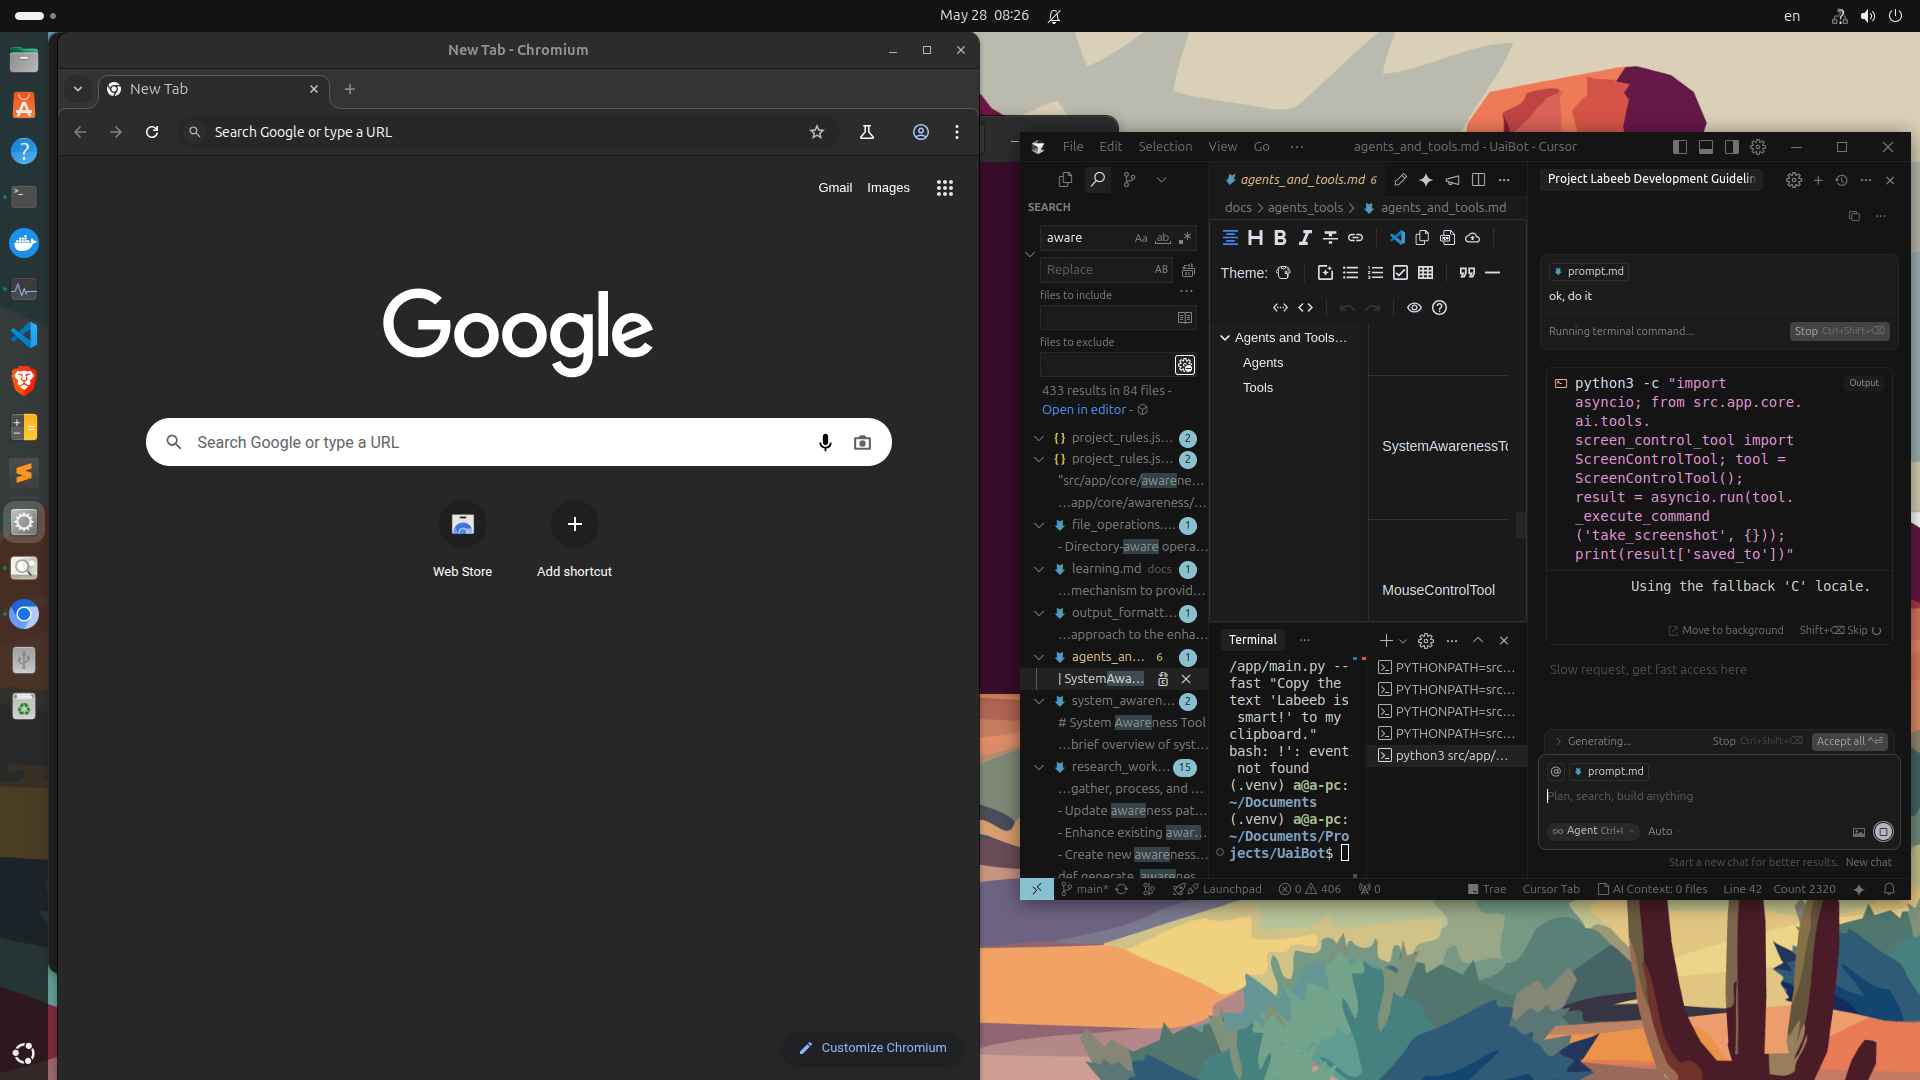 May 28 08:26
en
New Tab - Chromium
New Tab
Search Google or type a URL
Gmail
Images
Google
Search Google or type a URL
Web Store
Add shortcut
Customize Chromium
File Edit Selection View Go ···
agents_and_tools.md - UaiBot - Cursor
SEARCH
aware
Aa ab
Replace
AB
files to include
files to exclude
433 results in 84 files -
Open in editor -
{} project_rules.js... 2
{} project_rules.js... 2
"src/app/core/awarene...
...app/core/awareness/...
file_operations.... 1
- Directory-aware opera...
learning.md docs 1
...mechanism to provid...
output_formatt... 1
...approach to the enha...
agents_an... 6 1
| SystemAwa...
system_awaren... 2
# System Awareness Tool
...brief overview of syst...
research_work... 15
...gather, process, and ...
- Update awareness pat...
- Enhance existing awar...
- Create new awareness...
def generate_awarenes
agents_and_tools.md 6
docs > agents_tools > agents_and_tools.md
Theme:
Agents and Tools...
Agents
Tools
SystemAwarenessTo
MouseControlTool
Terminal
/app/main.py --
fast "Copy the
text 'Labeeb is
smart!' to my
clipboard."
bash: !': event
not found
(.venv) a@a-pc:
~/Documents
(.venv) a@a-pc:
~/Documents/Pro
jects/UaiBot$
PYTHONPATH=src...
PYTHONPATH=src...
PYTHONPATH=src...
PYTHONPATH=src...
python3 src/app/...
Project Labeeb Development Guidelin
prompt.md
ok, do it
Running terminal command...
Stop Ctrl+Shift+⌫
python3 -c "import
asyncio; from src.app.core.
ai.tools.
screen_control_tool import
ScreenControlTool; tool =
ScreenControlTool();
result = asyncio.run(tool.
_execute_command
('take_screenshot', {}));
print(result['saved_to'])"
Output
Using the fallback 'C' locale.
Move to background Shift+⌫ Skip
Slow request, get fast access here
Generating... Stop Ctrl+Shift+⌫ Accept all ^⏎
@ prompt.md
Plan, search, build anything
∞ Agent Ctrl+I Auto
Start a new chat for better results. New chat
main* Launchpad 0 406 0
Trae Cursor Tab AI Context: 0 files Line 42 Count 2320